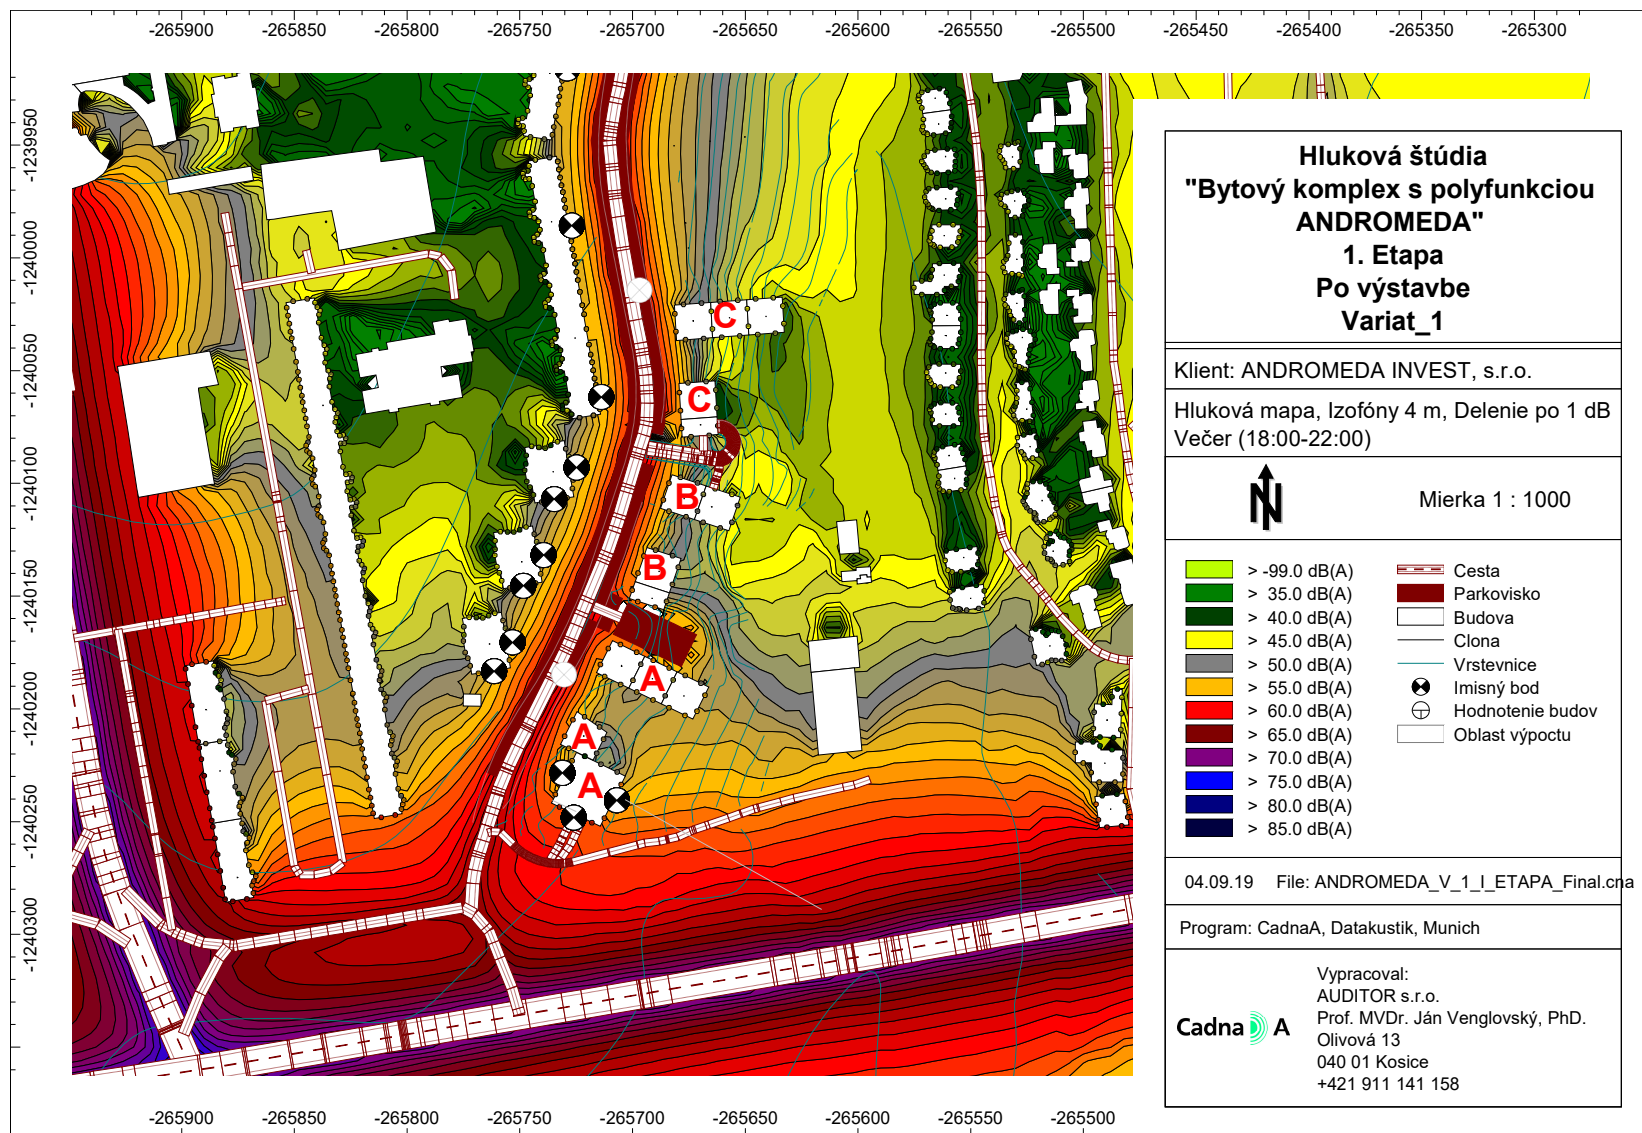 -265900 -265850 -265800 -265750 -265700 -265650 -265600 -265550 -265500 -265450 -265400 -265350 -265300
-1239950
-1240000
-1240050
-1240100
-1240150
-1240200
-1240250
-1240300
C
C
B
B
A
A
A
Hluková štúdia
"Bytový komplex s polyfunkciou
ANDROMEDA"
1. Etapa
Po výstavbe
Variat_1
Klient: ANDROMEDA INVEST, s.r.o.
Hluková mapa, Izofóny 4 m, Delenie po 1 dB
Večer (18:00-22:00)
N
Mierka 1 : 1000
> -99.0 dB(A)
> 35.0 dB(A)
> 40.0 dB(A)
> 45.0 dB(A)
> 50.0 dB(A)
> 55.0 dB(A)
> 60.0 dB(A)
> 65.0 dB(A)
> 70.0 dB(A)
> 75.0 dB(A)
> 80.0 dB(A)
> 85.0 dB(A)
Cesta
Parkovisko
Budova
Clona
Vrstevnice
Imisný bod
Hodnotenie budov
Oblast výpoctu
04.09.19 File: ANDROMEDA_V_1_I_ETAPA_Final.cna
Program: CadnaA, Datakustik, Munich
Cadna A
Vypracoval:
AUDITOR s.r.o.
Prof. MVDr. Ján Venglovský, PhD.
Olivová 13
040 01 Kosice
+421 911 141 158
-265900 -265850 -265800 -265750 -265700 -265650 -265600 -265550 -265500